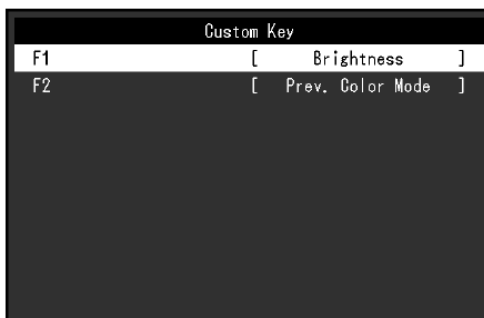 Custom Key
F1 [ Brightness ]
F2 [ Prev. Color Mode ]